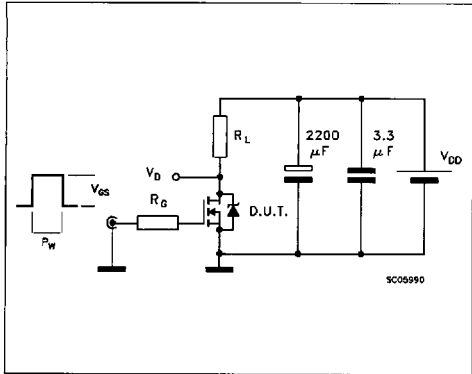 R_L
2200 μF
3.3 μF
V_DD
V_D
V_GS
R_G
D.U.T.
P_W
SC05990